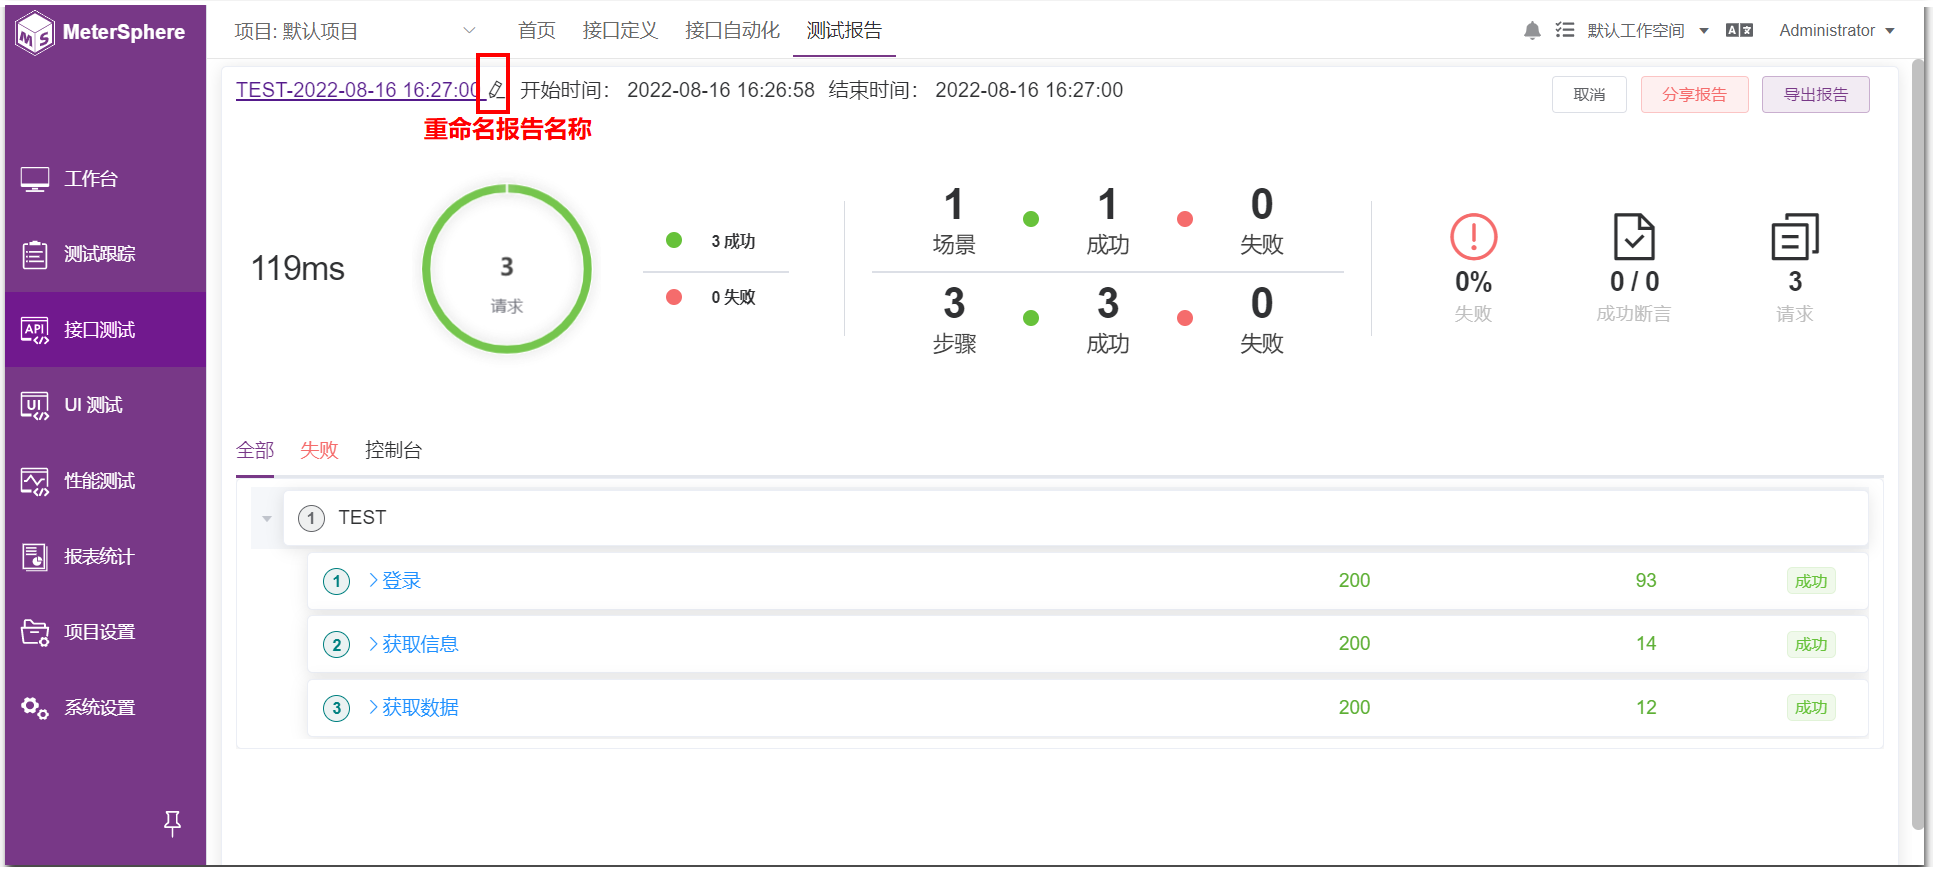 MeterSphere
项目: 默认项目
首页
接口定义
接口自动化
测试报告
默认工作空间
Administrator
工作台
测试跟踪
接口测试
UI 测试
性能测试
报表统计
项目设置
系统设置
TEST-2022-08-16 16:27:00
开始时间： 2022-08-16 16:26:58
结束时间： 2022-08-16 16:27:00
取消
分享报告
导出报告
重命名报告名称
119ms
3
请求
3 成功
0 失败
1
场景
1
成功
0
失败
3
步骤
3
成功
0
失败
0%
失败
0 / 0
成功断言
3
请求
全部
失败
控制台
1 TEST
1 登录 200 93 成功
2 获取信息 200 14 成功
3 获取数据 200 12 成功